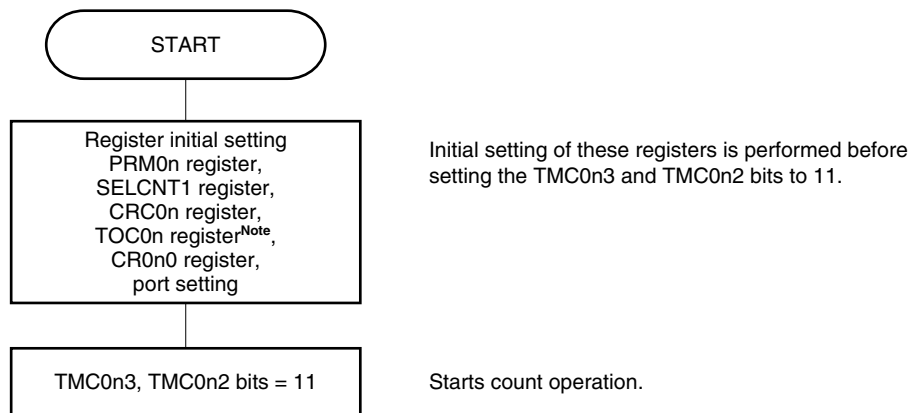 START
Register initial setting
PRM0n register,
SELCNT1 register,
CRC0n register,
TOC0n registerNote,
CR0n0 register,
port setting
Initial setting of these registers is performed before
setting the TMC0n3 and TMC0n2 bits to 11.
TMC0n3, TMC0n2 bits = 11
Starts count operation.